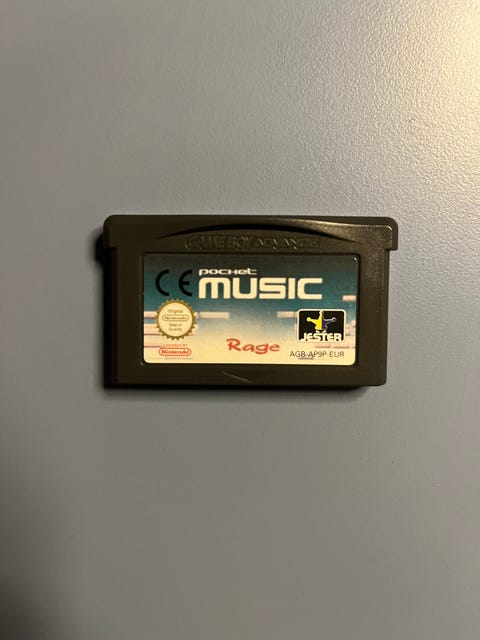 GAME BOY ADVANCE
CE
pocket
MUSIC
Original
Nintendo
Seal of
Quality
LICENSED BY
Nintendo
Rage
JESTER
AGB-AP9P-EUR